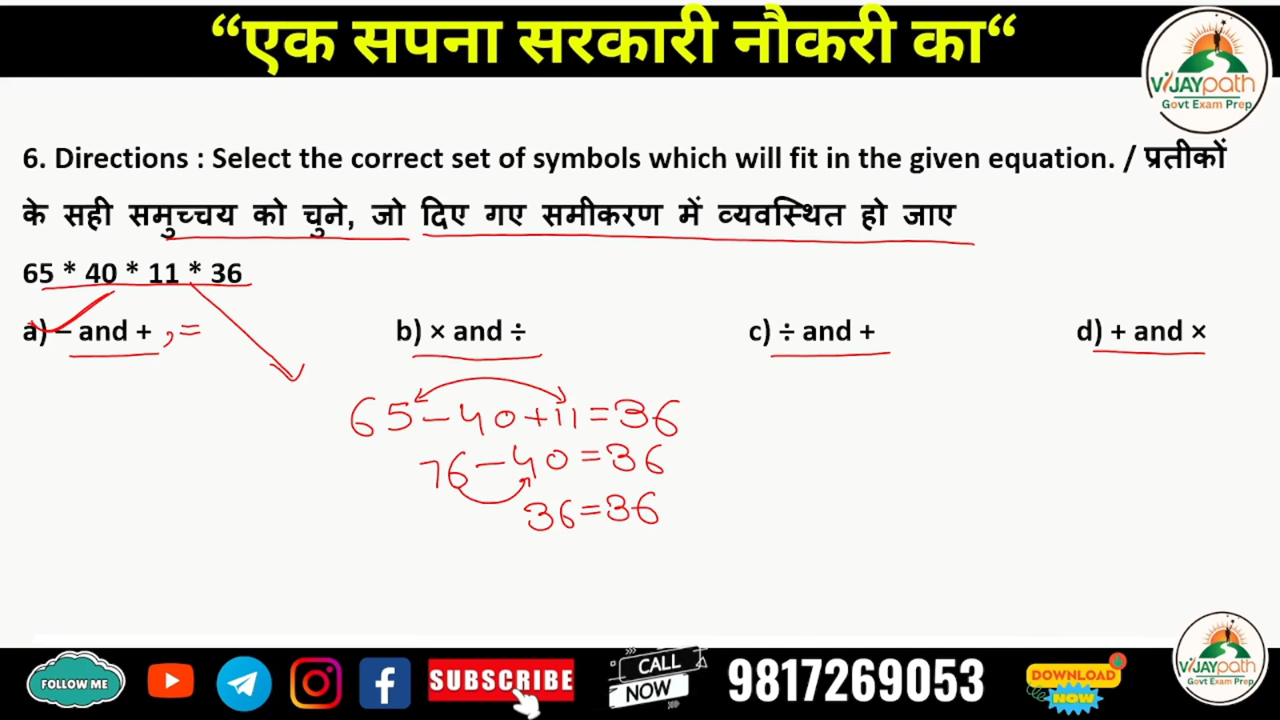 “एक सपना सरकारी नौकरी का“
ViJAYpath
Govt Exam Prep
6. Directions : Select the correct set of symbols which will fit in the given equation. / प्रतीकों
के सही समुच्चय को चुने, जो दिए गए समीकरण में व्यवस्थित हो जाए
65 * 40 * 11 * 36
a) – and + , =
b) × and ÷
c) ÷ and +
d) + and ×
65 – 40 + 11 = 36
76 – 40 = 36
36 = 36
ViJAYpath
Govt Exam Prep
FOLLOW ME
SUBSCRIBE
CALL
NOW
9817269053
DOWNLOAD
NOW